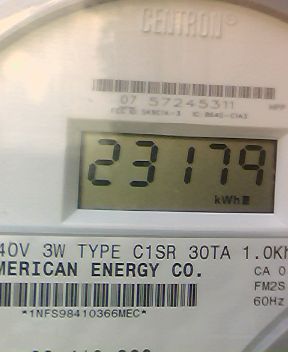 CENTRON®
07 57245311
23179
kWh
40V 3W TYPE C1SR 30TA 1.0K
MERICAN ENERGY CO.
CA 0
FM2S
60Hz
*1NFS98410366MEC*